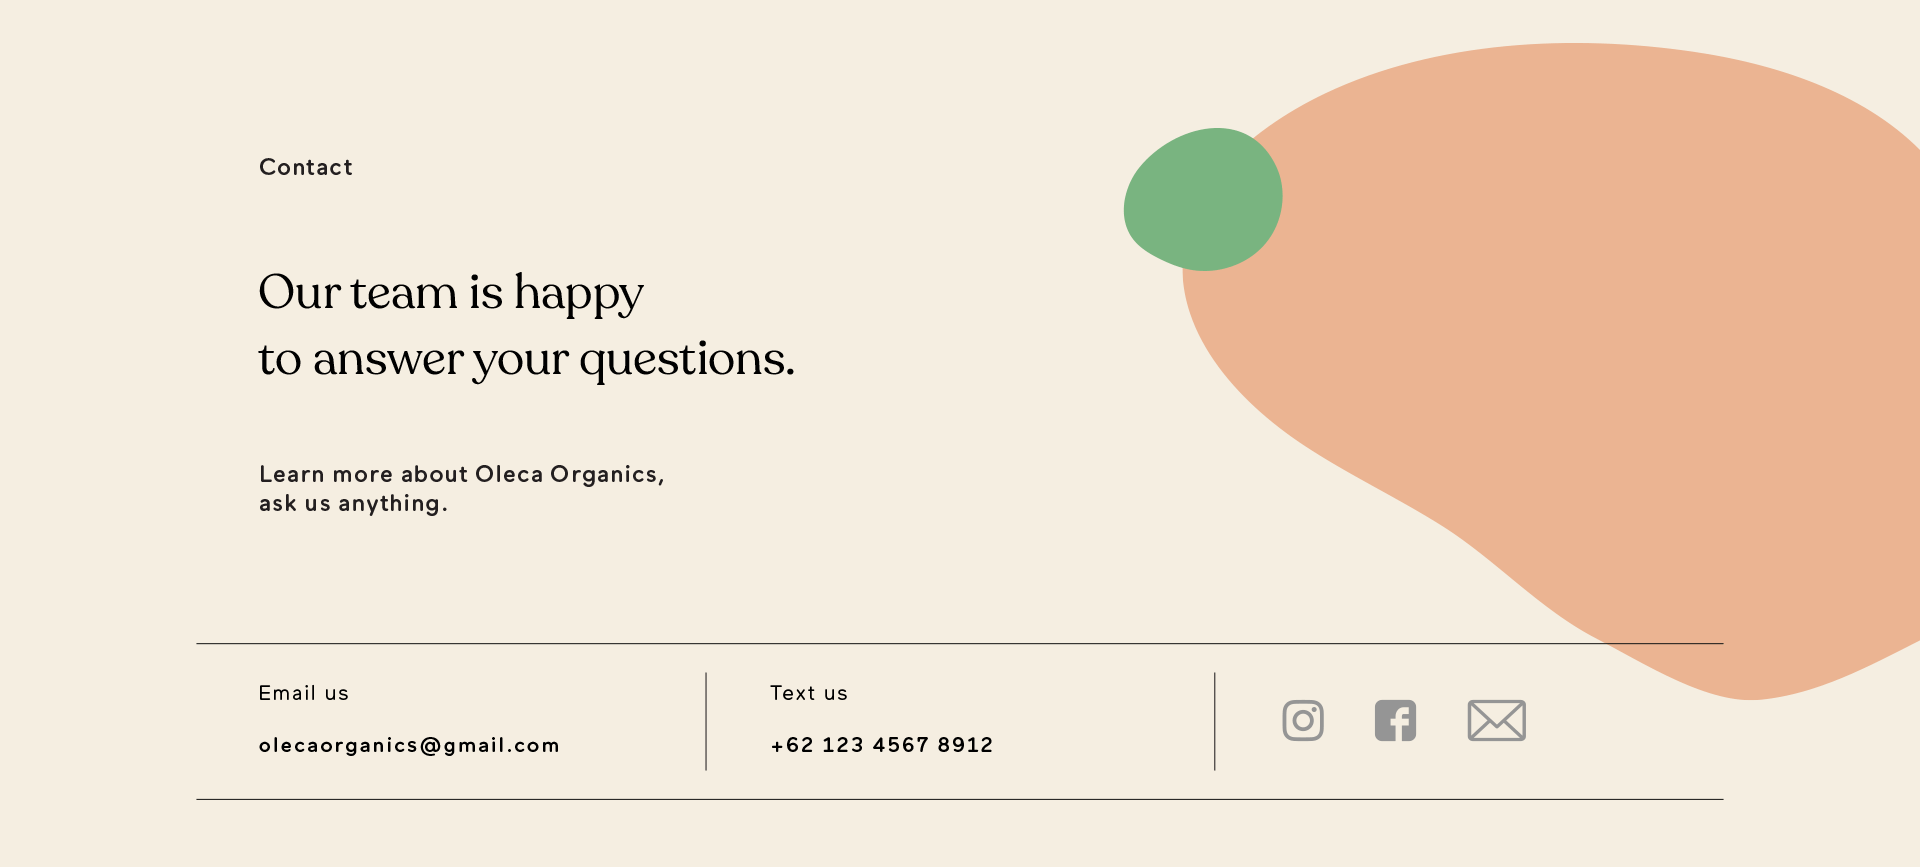 Contact
Our team is happy
to answer your questions.
Learn more about Oleca Organics,
ask us anything.
Email us
olecaorganics@gmail.com
Text us
+62 123 4567 8912